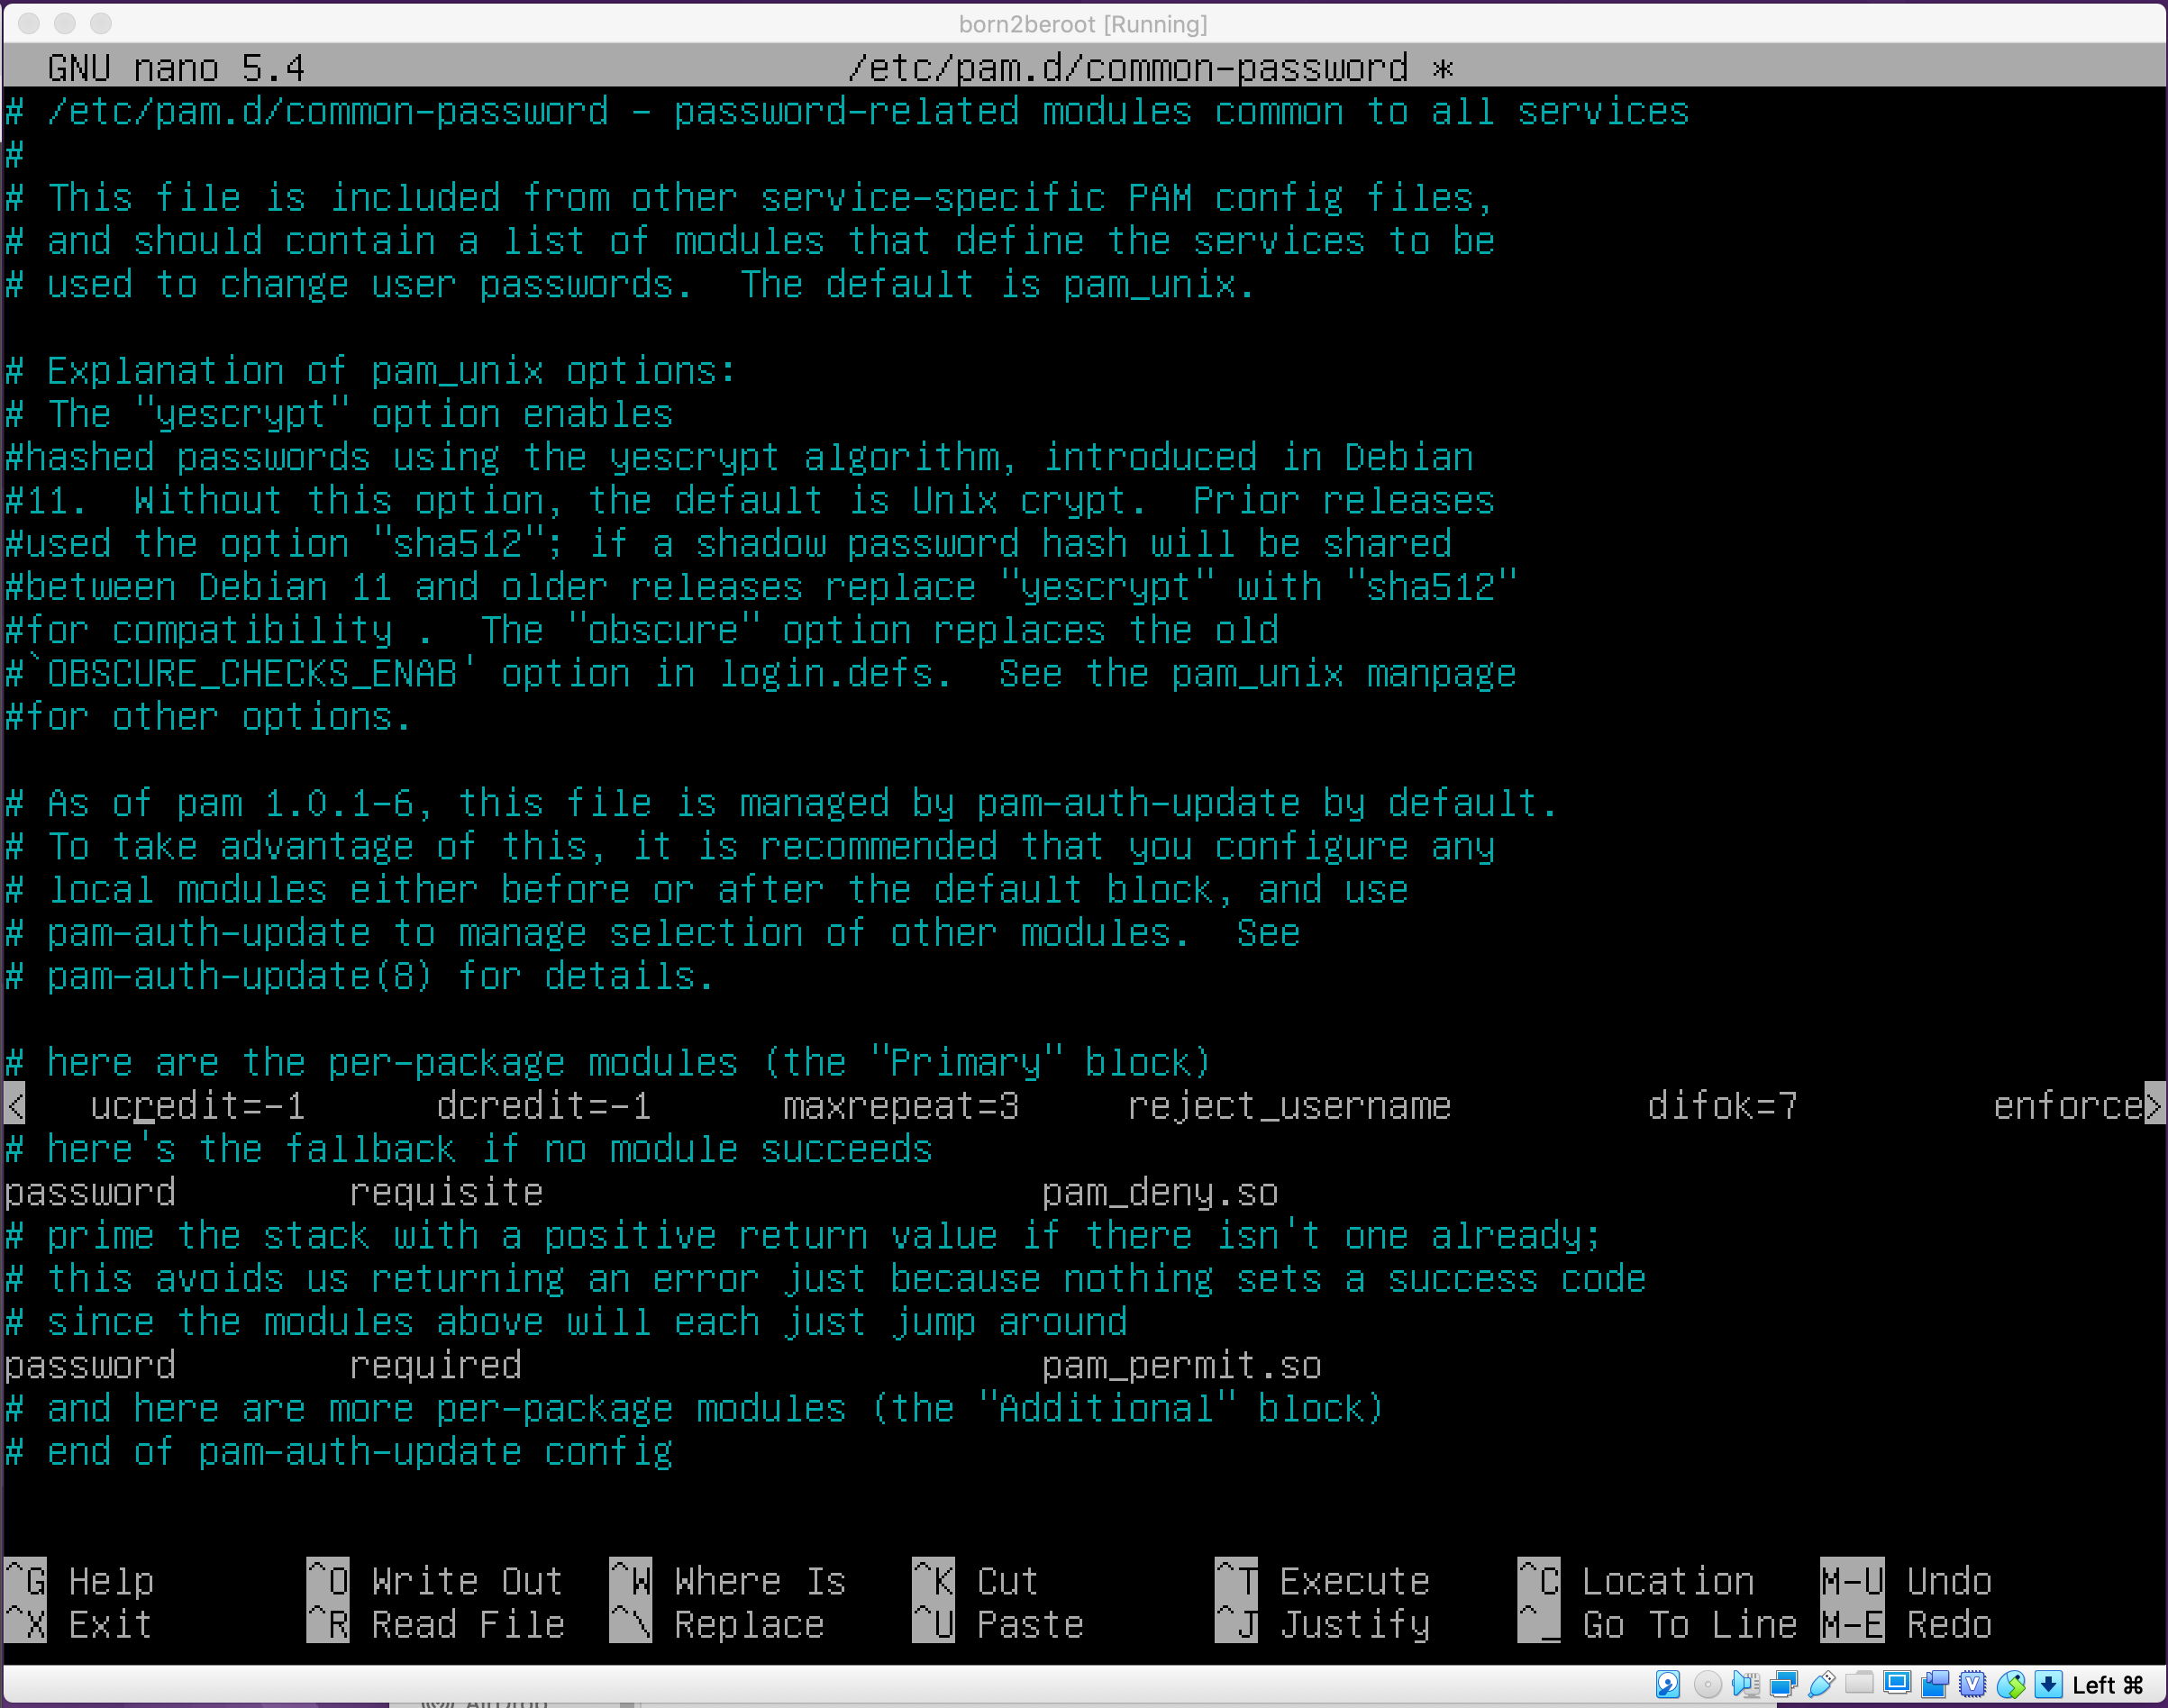 born2beroot [Running]
GNU nano 5.4 /etc/pam.d/common-password *
# /etc/pam.d/common-password - password-related modules common to all services
#
# This file is included from other service-specific PAM config files,
# and should contain a list of modules that define the services to be
# used to change user passwords.  The default is pam_unix.
# Explanation of pam_unix options:
# The "yescrypt" option enables
#hashed passwords using the yescrypt algorithm, introduced in Debian
#11.  Without this option, the default is Unix crypt.  Prior releases
#used the option "sha512"; if a shadow password hash will be shared
#between Debian 11 and older releases replace "yescrypt" with "sha512"
#for compatibility .  The "obscure" option replaces the old
#`OBSCURE_CHECKS_ENAB' option in login.defs.  See the pam_unix manpage
#for other options.
# As of pam 1.0.1-6, this file is managed by pam-auth-update by default.
# To take advantage of this, it is recommended that you configure any
# local modules either before or after the default block, and use
# pam-auth-update to manage selection of other modules.  See
# pam-auth-update(8) for details.
# here are the per-package modules (the "Primary" block)
< ucredit=-1 dcredit=-1 maxrepeat=3 reject_username difok=7 enforce>
# here's the fallback if no module succeeds
password requisite pam_deny.so
# prime the stack with a positive return value if there isn't one already;
# this avoids us returning an error just because nothing sets a success code
# since the modules above will each just jump around
password required pam_permit.so
# and here are more per-package modules (the "Additional" block)
# end of pam-auth-update config
^G Help ^O Write Out ^W Where Is ^K Cut ^T Execute ^C Location M-U Undo
^X Exit ^R Read File ^\ Replace ^U Paste ^J Justify ^_ Go To Line M-E Redo
Left ⌘